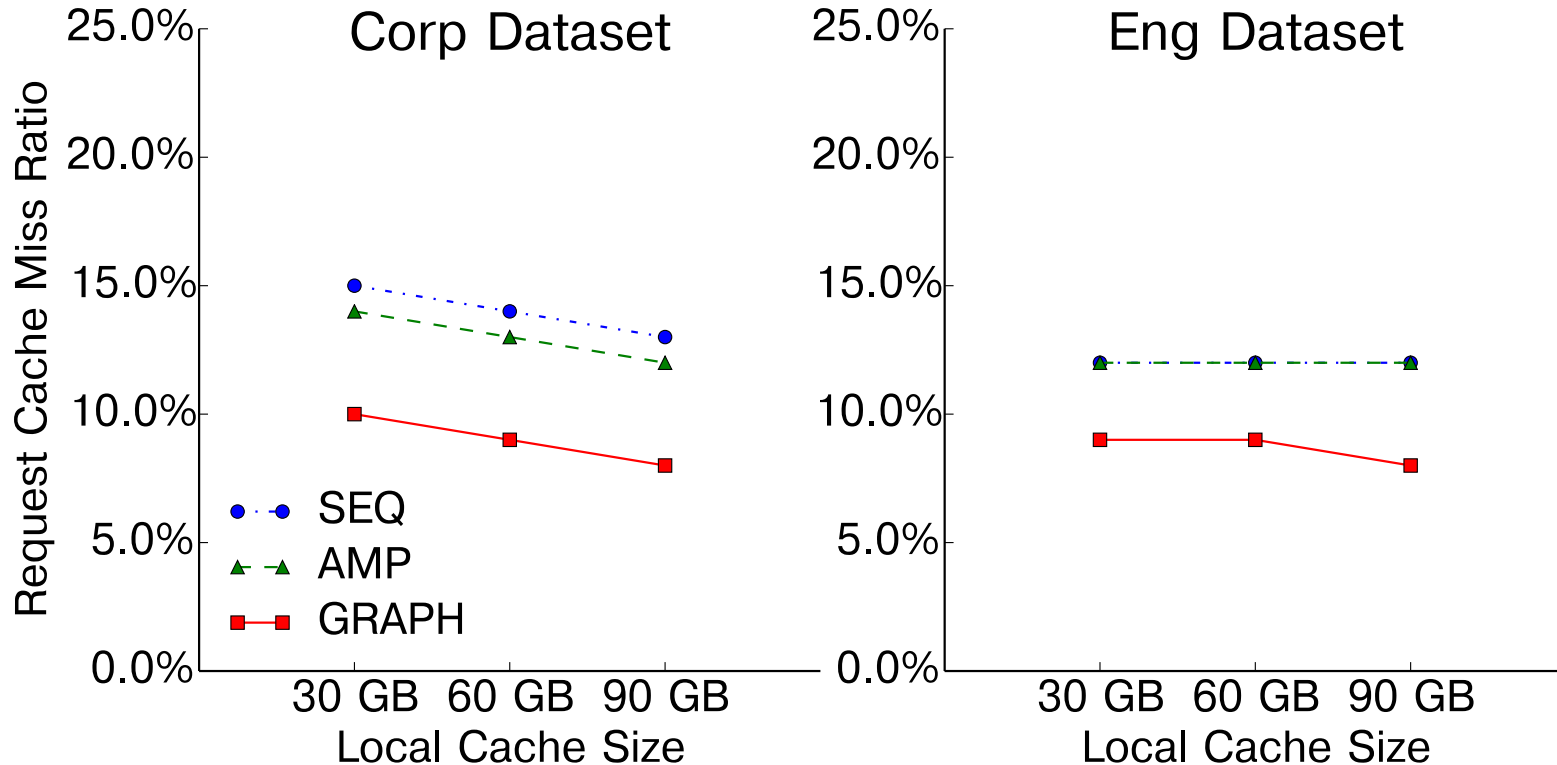 Corp Dataset
Request Cache Miss Ratio
25.0%
20.0%
15.0%
10.0%
5.0%
0.0%
SEQ
AMP
GRAPH
30 GB 60 GB 90 GB
Local Cache Size
Eng Dataset
25.0%
20.0%
15.0%
10.0%
5.0%
0.0%
30 GB 60 GB 90 GB
Local Cache Size